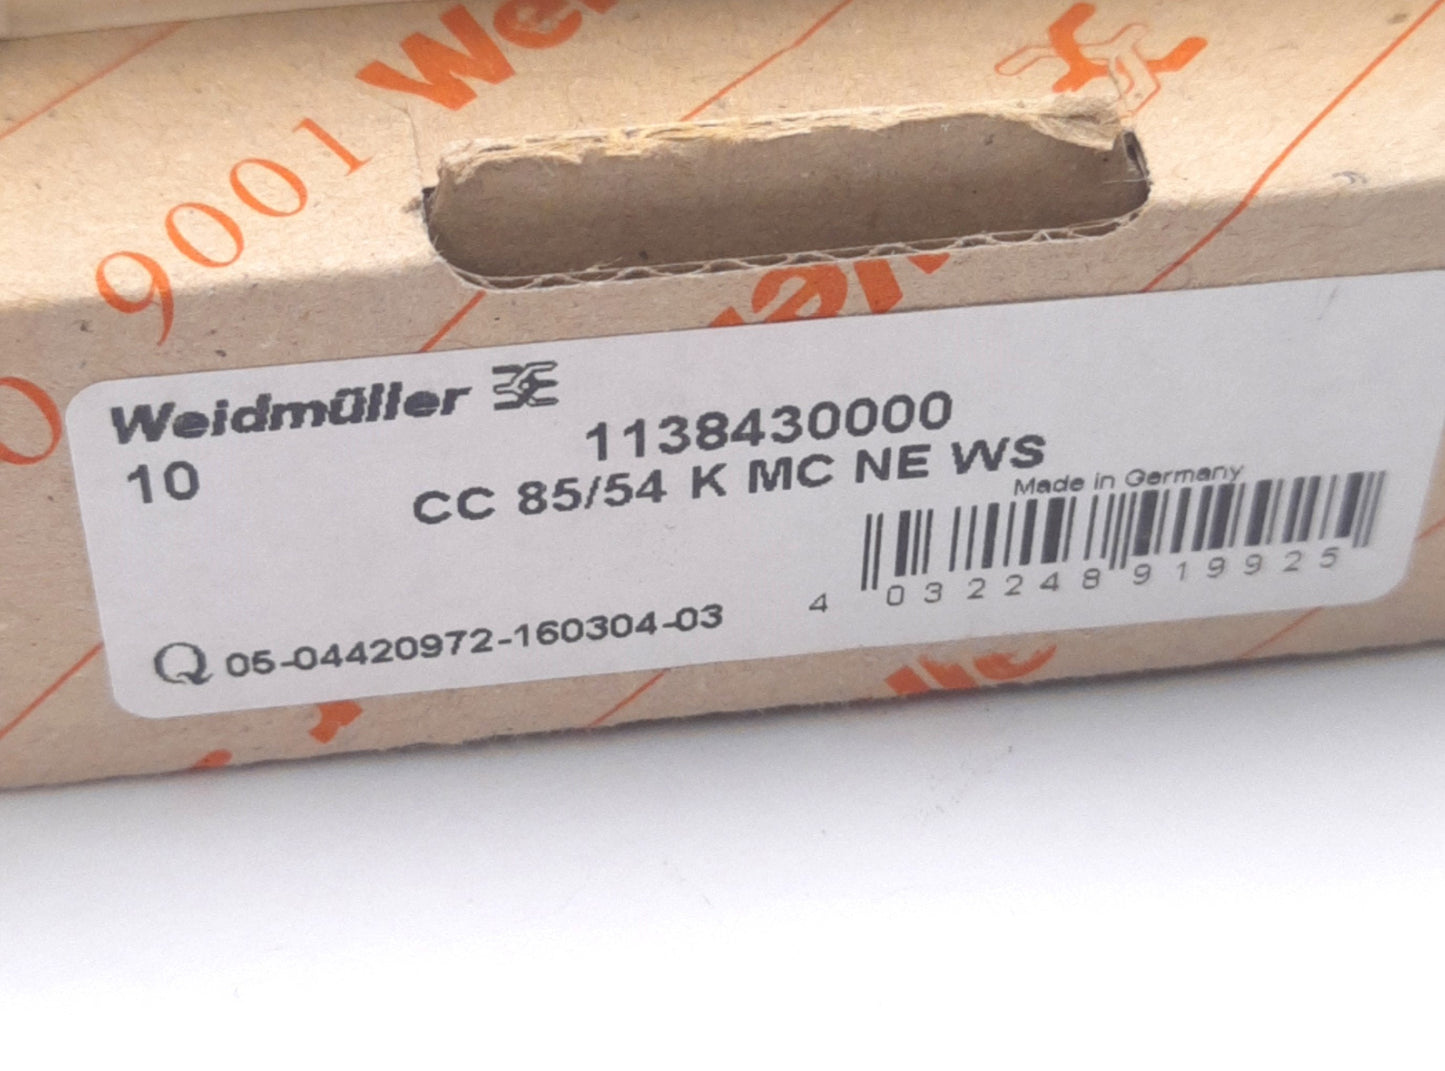 9001 Wei
Weidmüller
10
1138430000
CC 85/54 K MC NE WS
Made in Germany
4 032248 919925
Q 05-04420972-160304-03